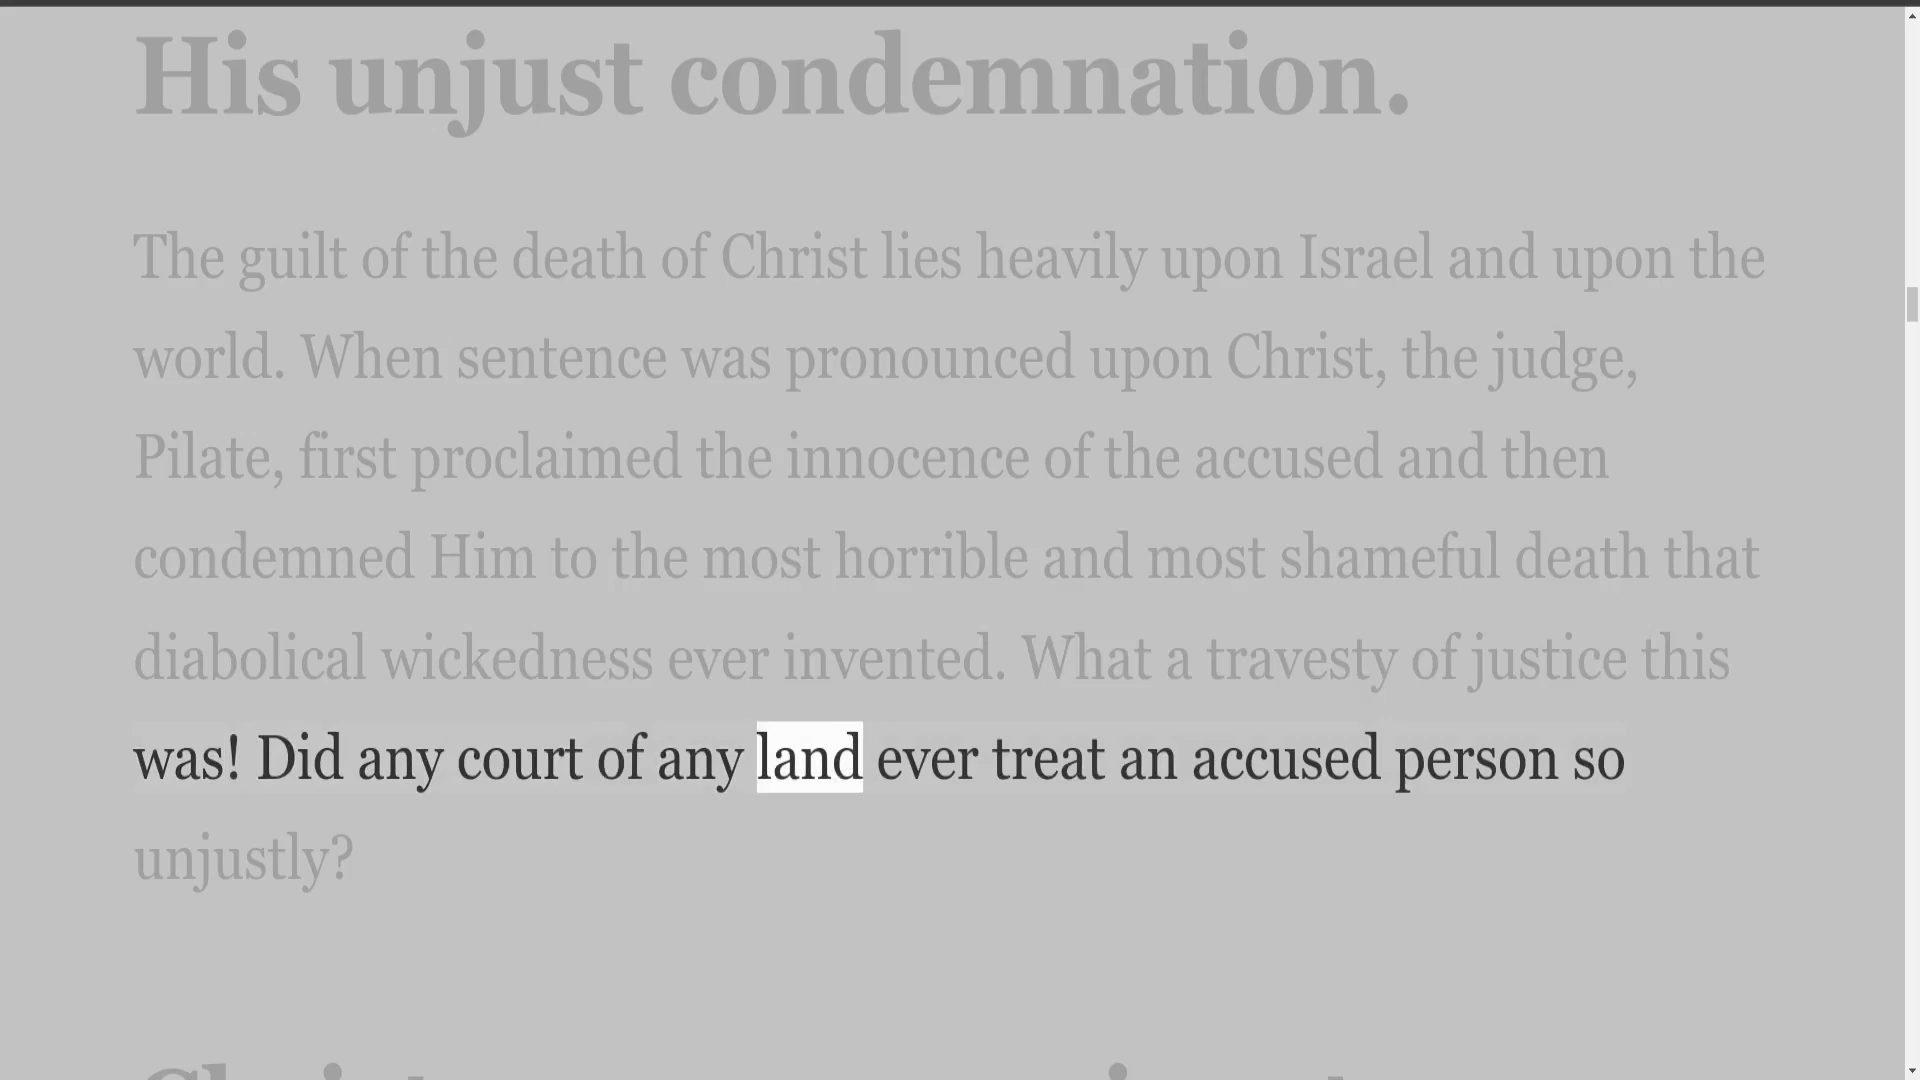 His unjust condemnation.
The guilt of the death of Christ lies heavily upon Israel and upon the
world. When sentence was pronounced upon Christ, the judge,
Pilate, first proclaimed the innocence of the accused and then
condemned Him to the most horrible and most shameful death that
diabolical wickedness ever invented. What a travesty of justice this
was! Did any court of any land ever treat an accused person so
unjustly?